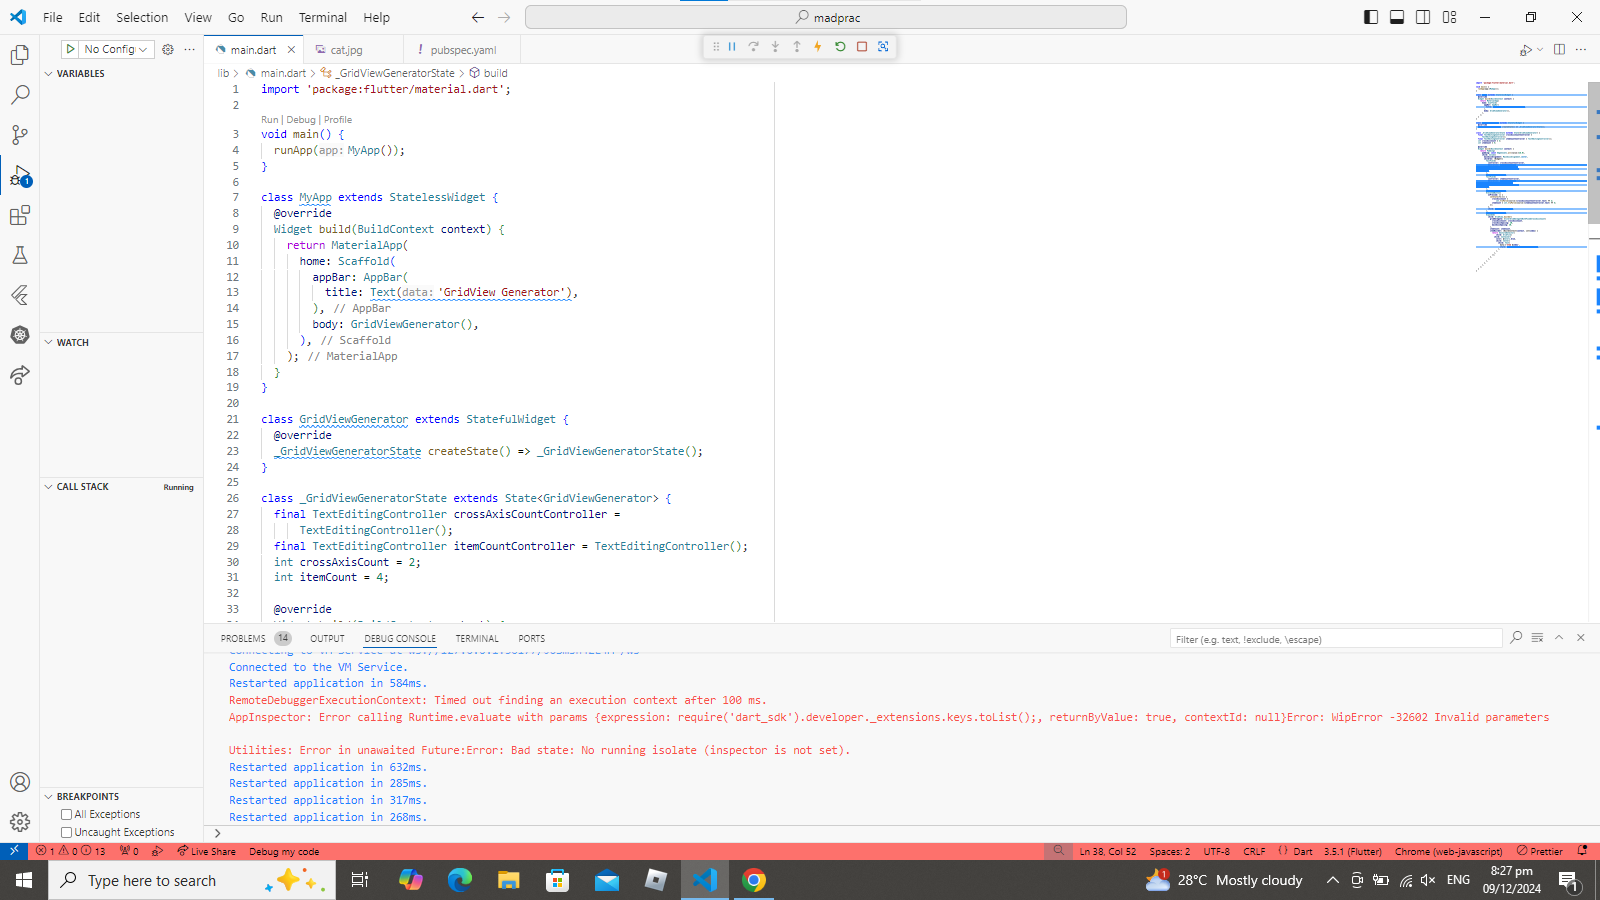 File Edit Selection View Go Run Terminal Help
madprac
No Config
main.dart
cat.jpg
! pubspec.yaml
lib > main.dart > _GridViewGeneratorState > build
VARIABLES
WATCH
CALL STACK Running
BREAKPOINTS
All Exceptions
Uncaught Exceptions
1 import 'package:flutter/material.dart';
2
Run | Debug | Profile
3 void main() {
4 runApp(app: MyApp());
5 }
6
7 class MyApp extends StatelessWidget {
8 @override
9 Widget build(BuildContext context) {
10 return MaterialApp(
11 home: Scaffold(
12 appBar: AppBar(
13 title: Text(data: 'GridView Generator'),
14 ), // AppBar
15 body: GridViewGenerator(),
16 ), // Scaffold
17 ); // MaterialApp
18 }
19 }
20
21 class GridViewGenerator extends StatefulWidget {
22 @override
23 _GridViewGeneratorState createState() => _GridViewGeneratorState();
24 }
25
26 class _GridViewGeneratorState extends State<GridViewGenerator> {
27 final TextEditingController crossAxisCountController =
28 TextEditingController();
29 final TextEditingController itemCountController = TextEditingController();
30 int crossAxisCount = 2;
31 int itemCount = 4;
32
33 @override
PROBLEMS 14 OUTPUT DEBUG CONSOLE TERMINAL PORTS
Filter (e.g. text, !exclude, \escape)
Connected to the VM Service.
Restarted application in 584ms.
RemoteDebuggerExecutionContext: Timed out finding an execution context after 100 ms.
AppInspector: Error calling Runtime.evaluate with params {expression: require('dart_sdk').developer._extensions.keys.toList();, returnByValue: true, contextId: null}Error: WipError -32602 Invalid parameters
Utilities: Error in unawaited Future:Error: Bad state: No running isolate (inspector is not set).
Restarted application in 632ms.
Restarted application in 285ms.
Restarted application in 317ms.
Restarted application in 268ms.
1 0 13 0 Live Share Debug my code
Ln 38, Col 52 Spaces: 2 UTF-8 CRLF {} Dart 3.5.1 (Flutter) Chrome (web-javascript) Prettier
Type here to search
28°C Mostly cloudy
ENG
8:27 pm
09/12/2024
1